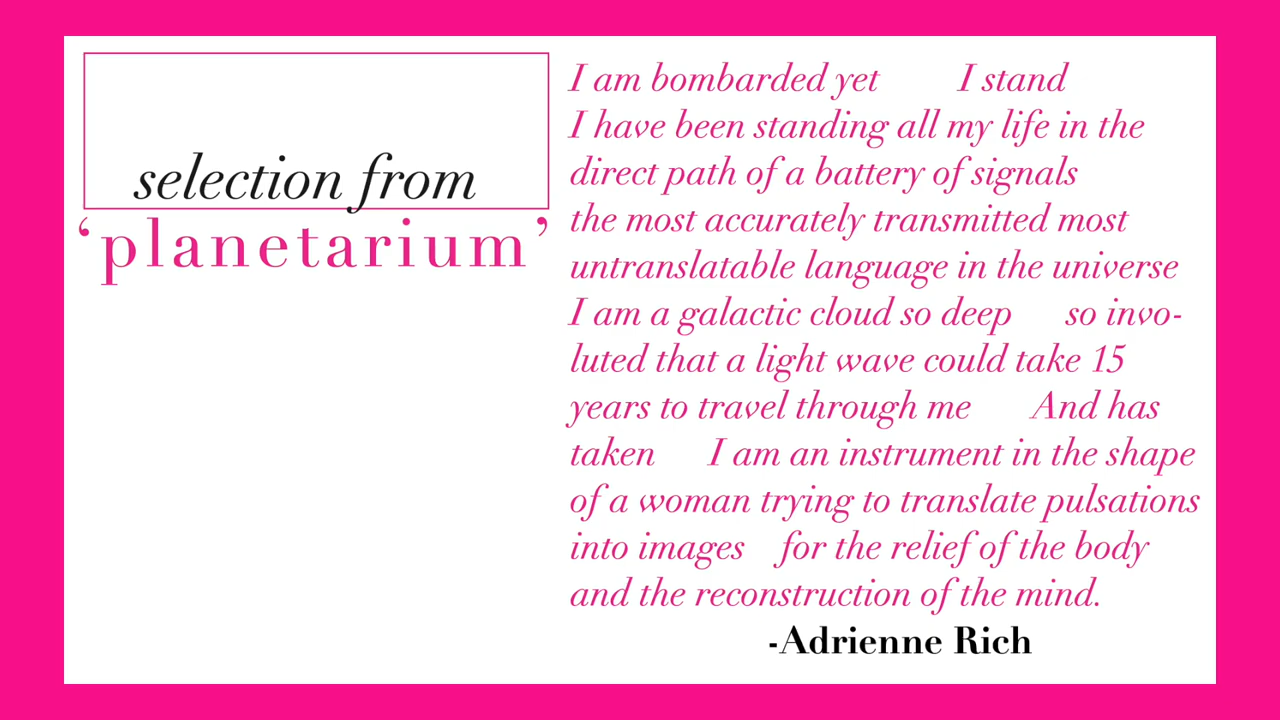 selection from
‘planetarium’
I am bombarded yet I stand
I have been standing all my life in the
direct path of a battery of signals
the most accurately transmitted most
untranslatable language in the universe
I am a galactic cloud so deep so invo-
luted that a light wave could take 15
years to travel through me And has
taken I am an instrument in the shape
of a woman trying to translate pulsations
into images for the relief of the body
and the reconstruction of the mind.
-Adrienne Rich